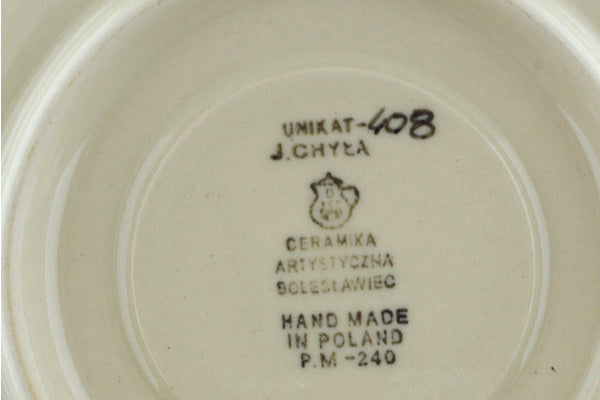 UNIKAT-408
J.CHYŁA
CERAMIKA
ARTYSTYCZNA
BOLESŁAWIEC
HAND MADE
IN POLAND
P.M-240